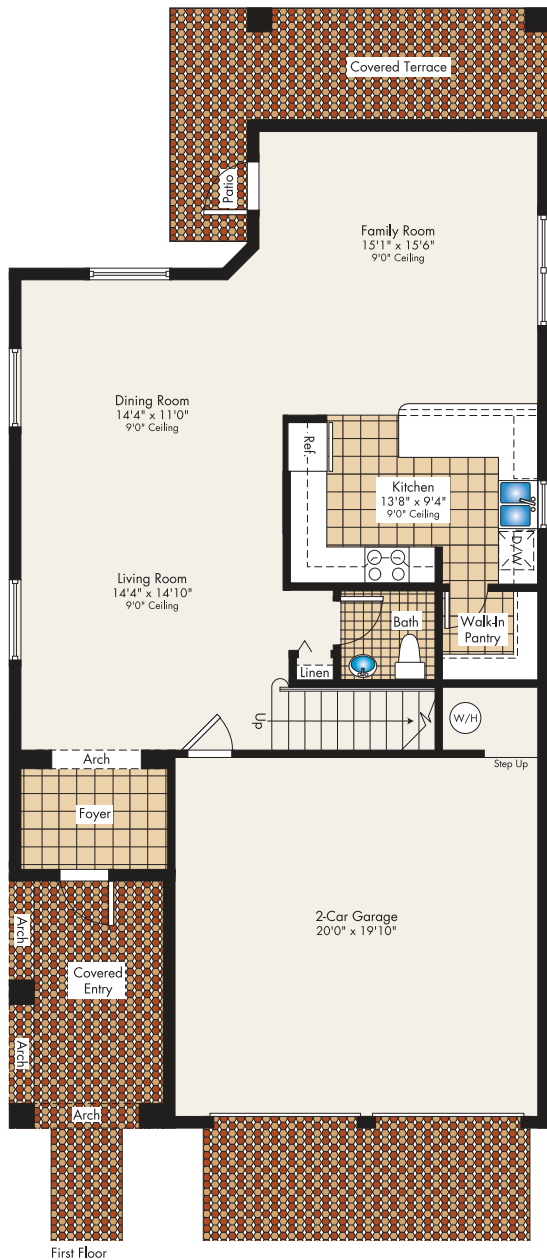 Covered Terrace
Patio
Family Room
15'1" x 15'6"
9'0" Ceiling
Dining Room
14'4" x 11'0"
9'0" Ceiling
Ref.
Kitchen
13'8" x 9'4"
9'0" Ceiling
D/W
Living Room
14'4" x 14'10"
9'0" Ceiling
Bath
Walk-In
Pantry
Linen
Up
W/H
Step Up
Arch
Foyer
2-Car Garage
20'0" x 19'10"
Arch
Covered
Entry
Arch
Arch
First Floor